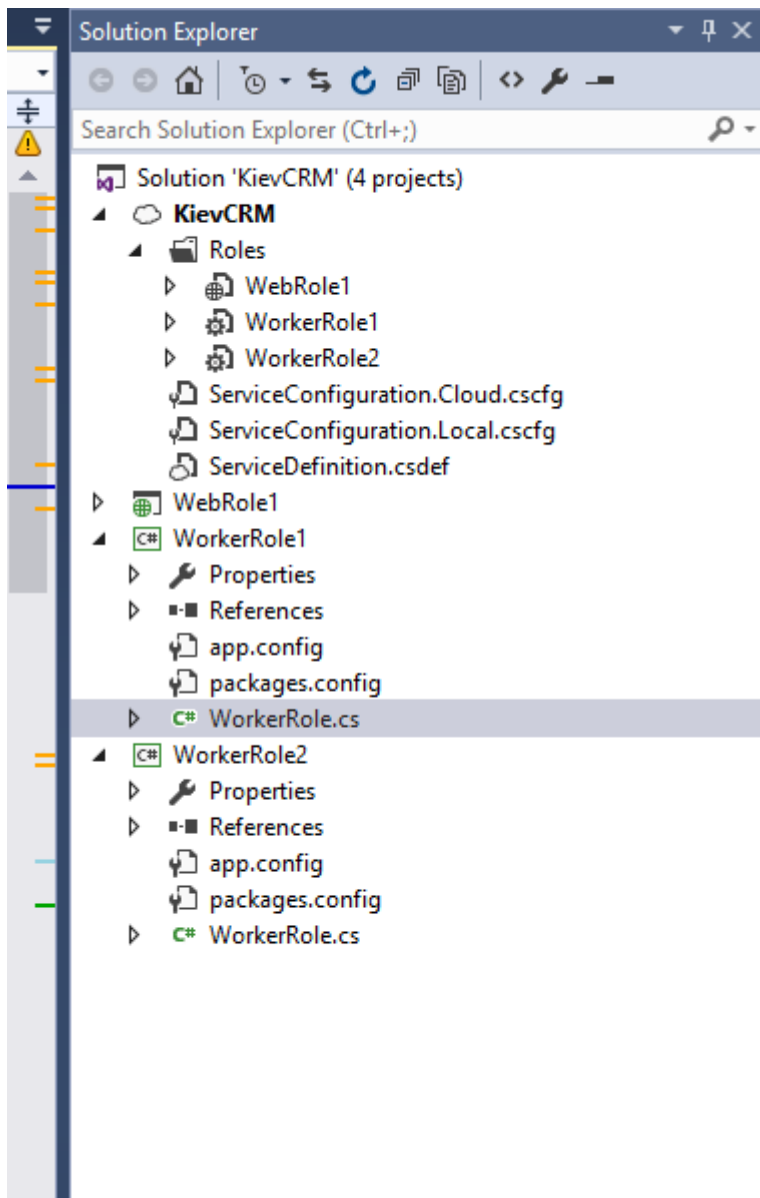 Solution Explorer
Search Solution Explorer (Ctrl+;)
Solution 'KievCRM' (4 projects)
KievCRM
Roles
WebRole1
WorkerRole1
WorkerRole2
ServiceConfiguration.Cloud.cscfg
ServiceConfiguration.Local.cscfg
ServiceDefinition.csdef
WebRole1
C# WorkerRole1
Properties
References
app.config
packages.config
C# WorkerRole.cs
C# WorkerRole2
Properties
References
app.config
packages.config
C# WorkerRole.cs